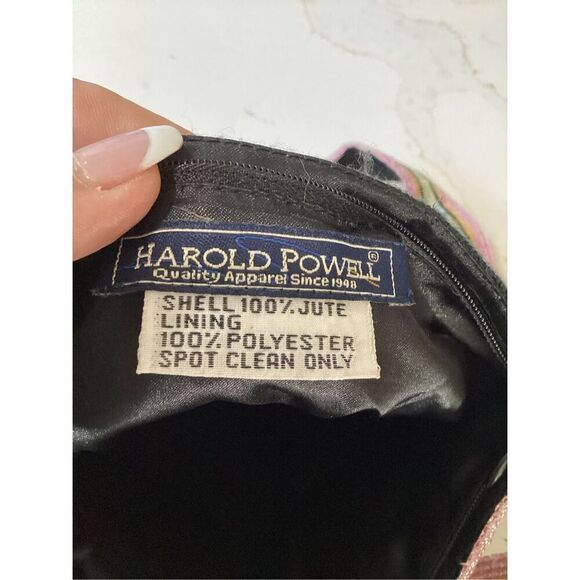 HAROLD POWELL®
Quality Apparel Since 1948
SHELL 100% JUTE
LINING
100% POLYESTER
SPOT CLEAN ONLY